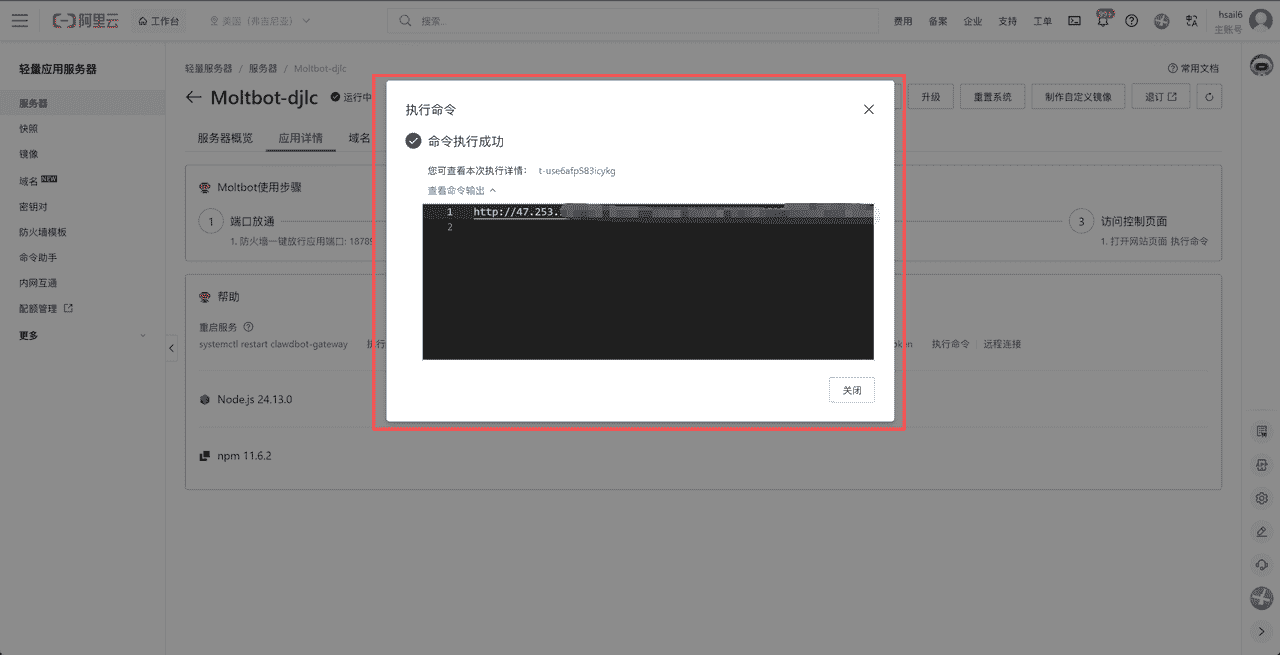 阿里云
工作台
美国（弗吉尼亚）
搜索...
费用
备案
企业
支持
工单
hsail6
主账号
轻量应用服务器
服务器
快照
镜像
域名 NEW
密钥对
防火墙模板
命令助手
内网互通
配额管理
更多
轻量服务器 / 服务器 / Moltbot-djlc
常用文档
Moltbot-djlc
运行中
升级
重置系统
制作自定义镜像
退订
服务器概览
应用详情
域名
Moltbot使用步骤
1
端口放通
1. 防火墙一键放行应用端口: 18789
3
访问控制页面
1. 打开网站页面 执行命令
帮助
重启服务
systemctl restart clawdbot-gateway
执行命令
远程连接
Node.js 24.13.0
npm 11.6.2
执行命令
命令执行成功
您可查看本次执行详情： t-use6afpS83icykg
查看命令输出
1 http://47.253.
2
关闭